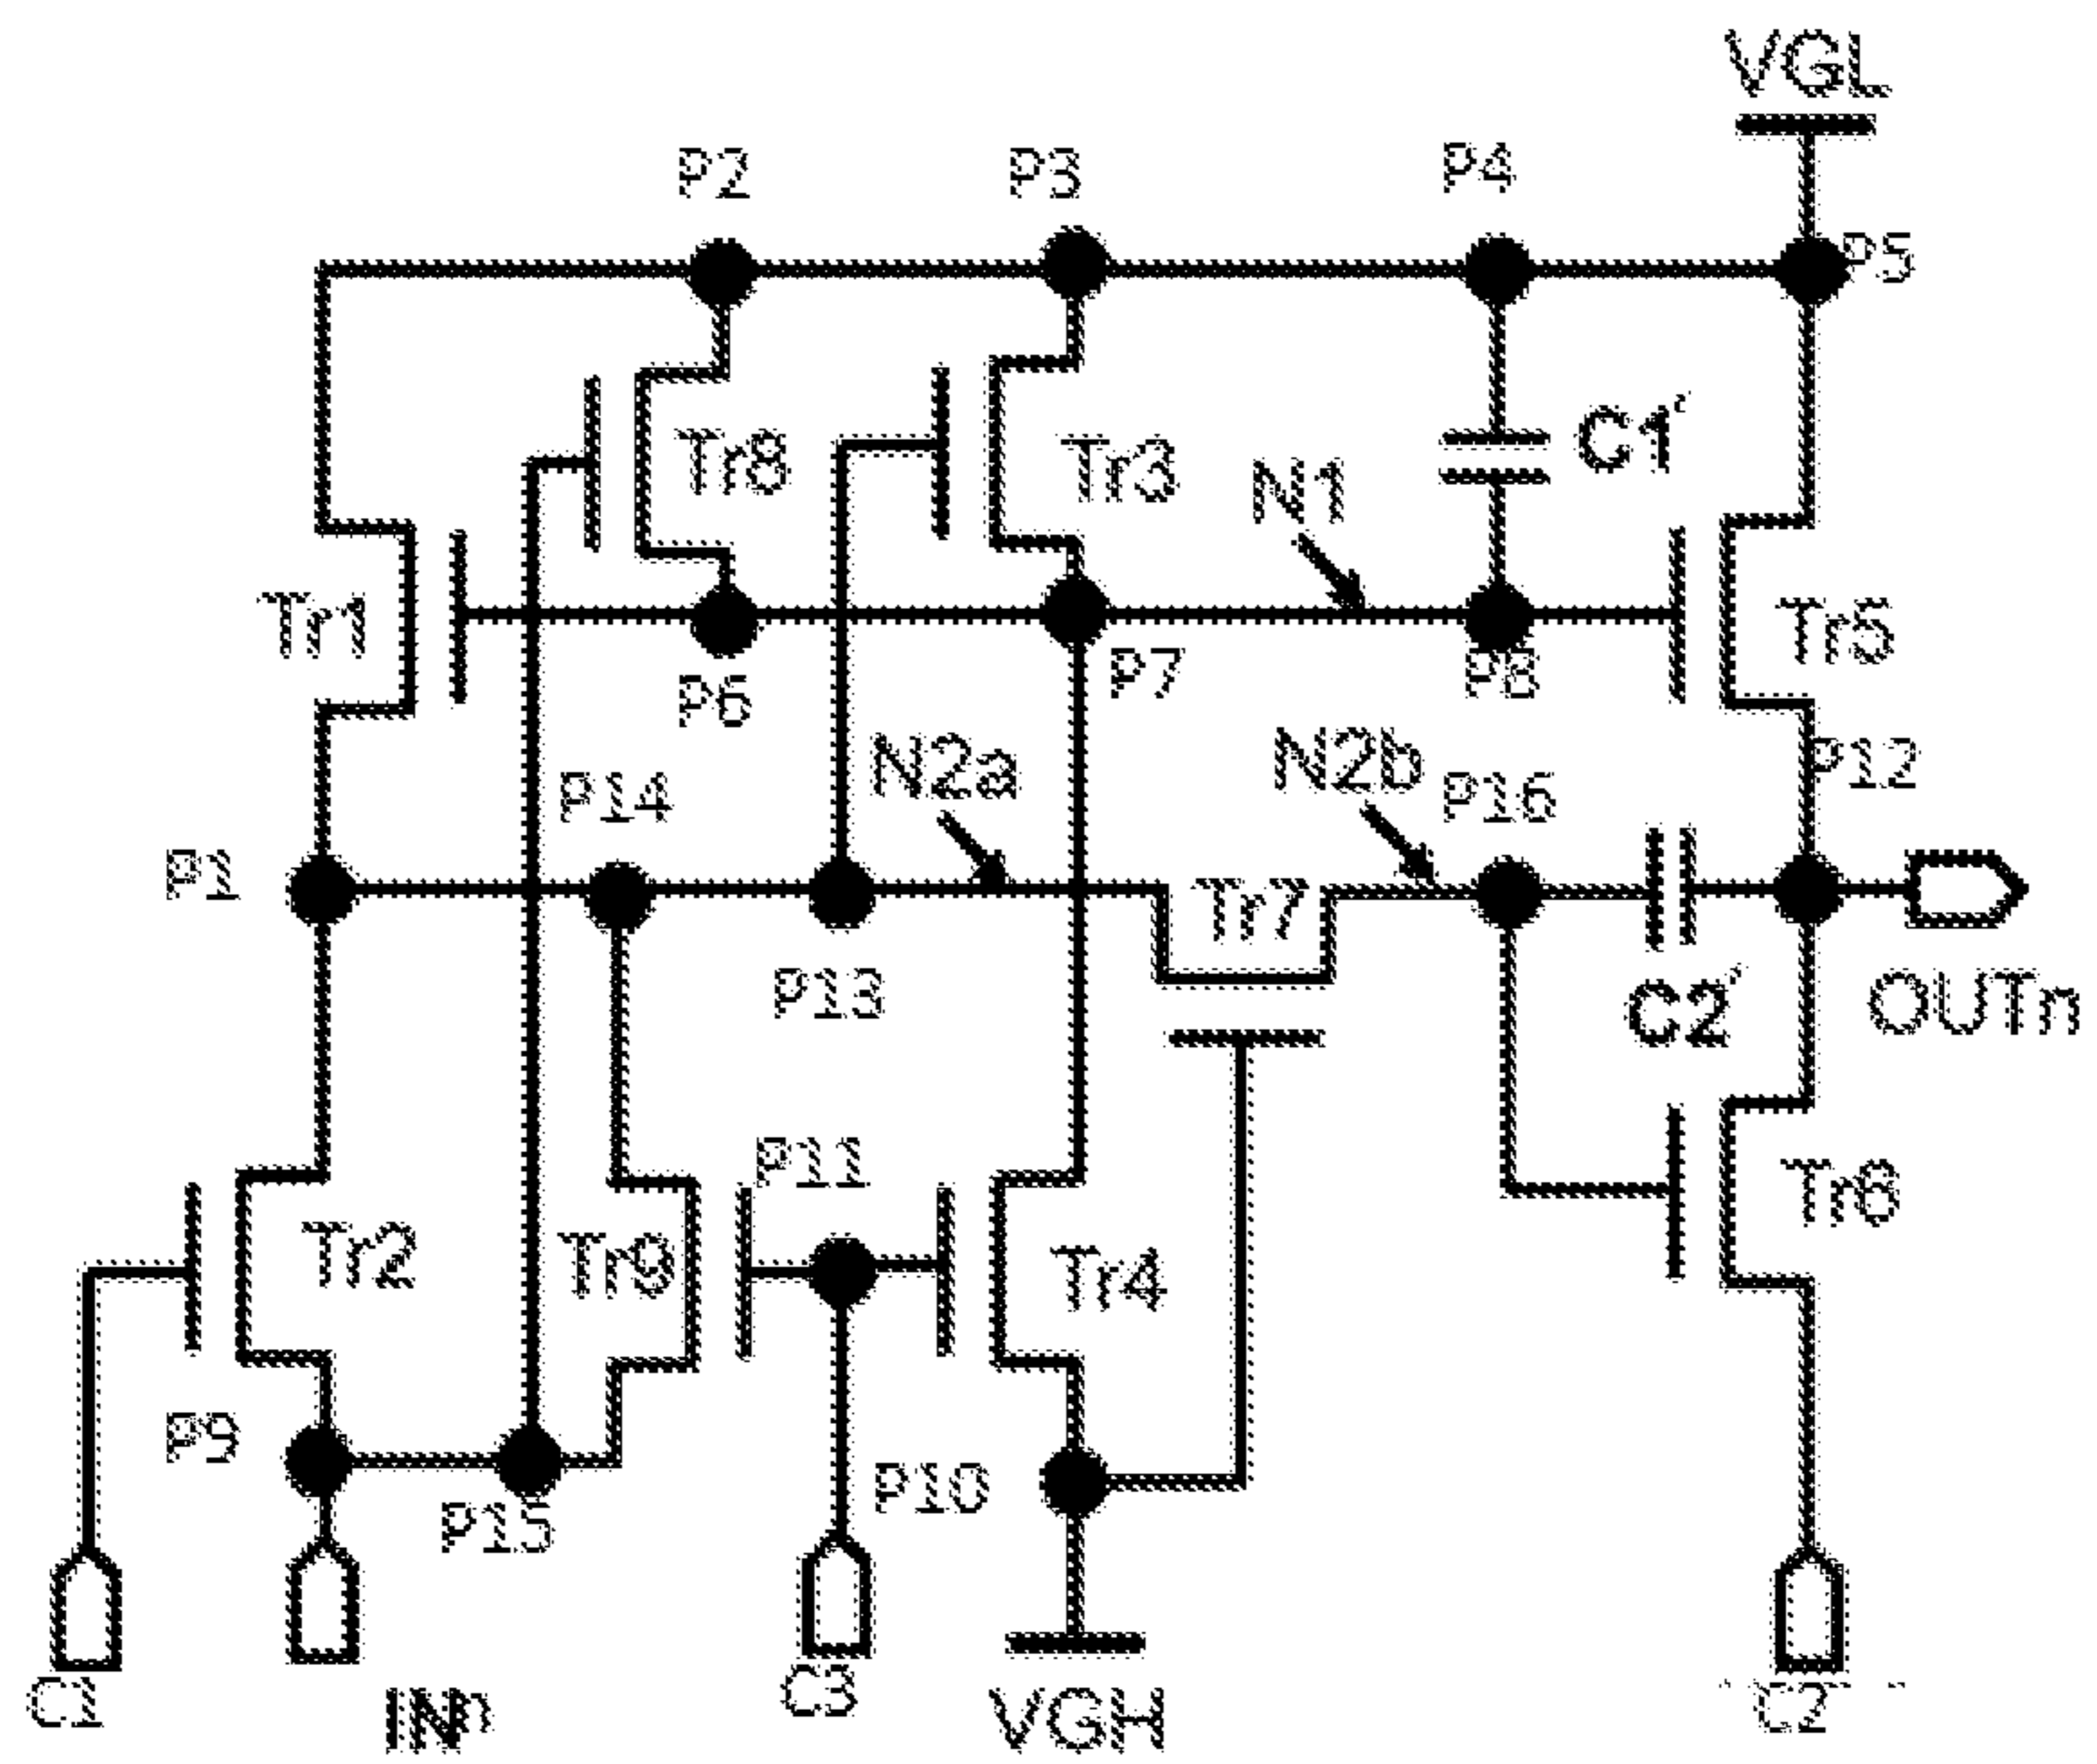 VGL
P2
P3
P4
P5
Tr8
Tr3
C1'
N1
Tr1
Tr5
P6
P7
P8
N2a
N2b
P12
P14
P16
P1
Tr7
P13
C2'
OUTn
P11
Tr2
Tr9
Tr4
Tr6
P9
P10
P15
C1
INn
C3
VGH
C2